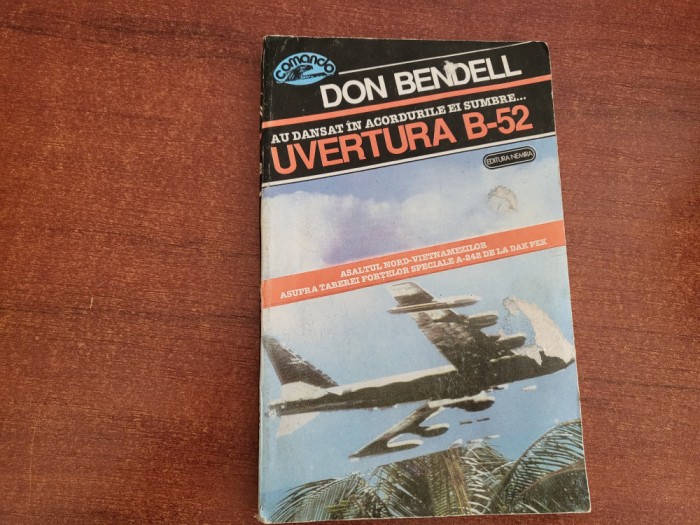 Comando
DON BENDELL
AU DANSAT ÎN ACORDURILE EI SUMBRE...
UVERTURA B-52
EDITURA NEMIRA
ASALTUL NORD-VIETNAMEZILOR
ASUPRA TABEREI FORȚELOR SPECIALE A-242 DE LA DAK PEK